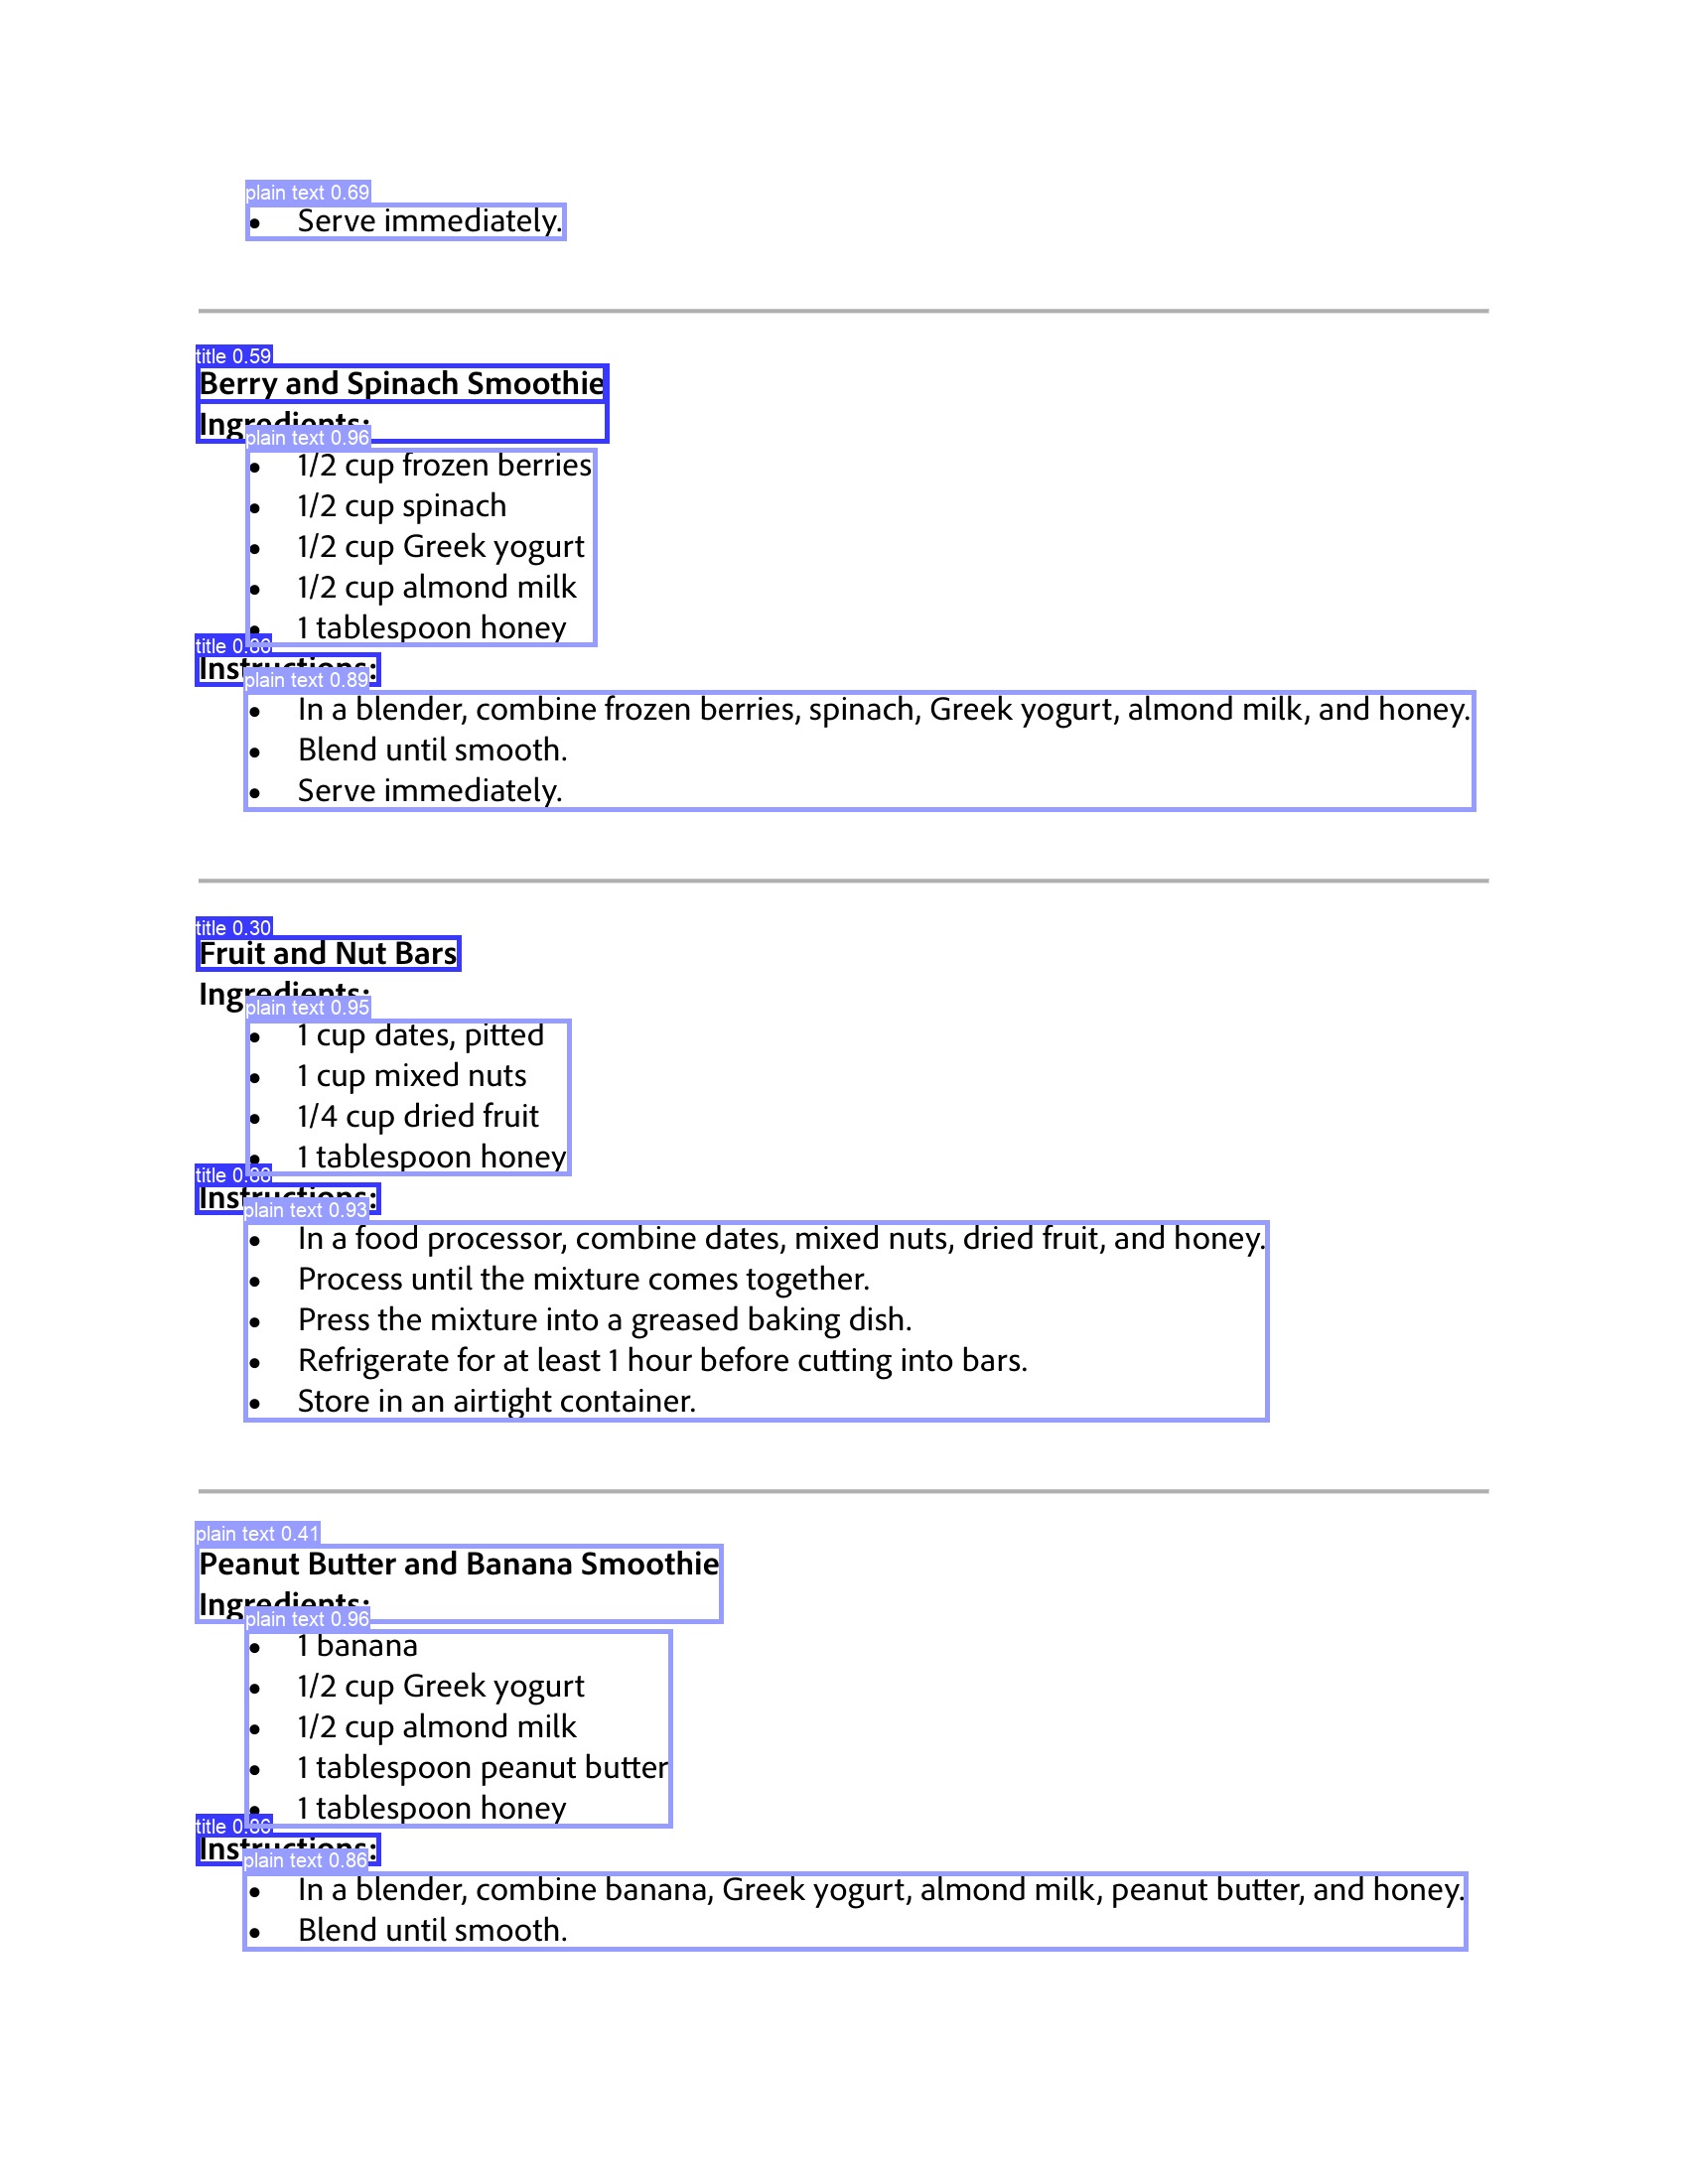 plain text 0.69
• Serve immediately.
title 0.59
Berry and Spinach Smoothie
Ingredients:
plain text 0.96
• 1/2 cup frozen berries
• 1/2 cup spinach
• 1/2 cup Greek yogurt
• 1/2 cup almond milk
• 1 tablespoon honey
title
Instructions:
plain text 0.89
• In a blender, combine frozen berries, spinach, Greek yogurt, almond milk, and honey.
• Blend until smooth.
• Serve immediately.
title 0.30
Fruit and Nut Bars
Ingredients:
plain text 0.95
• 1 cup dates, pitted
• 1 cup mixed nuts
• 1/4 cup dried fruit
• 1 tablespoon honey
title
Instructions:
plain text 0.93
• In a food processor, combine dates, mixed nuts, dried fruit, and honey.
• Process until the mixture comes together.
• Press the mixture into a greased baking dish.
• Refrigerate for at least 1 hour before cutting into bars.
• Store in an airtight container.
plain text 0.41
Peanut Butter and Banana Smoothie
Ingredients:
plain text 0.96
• 1 banana
• 1/2 cup Greek yogurt
• 1/2 cup almond milk
• 1 tablespoon peanut butter
• 1 tablespoon honey
title
Instructions:
plain text 0.86
• In a blender, combine banana, Greek yogurt, almond milk, peanut butter, and honey.
• Blend until smooth.